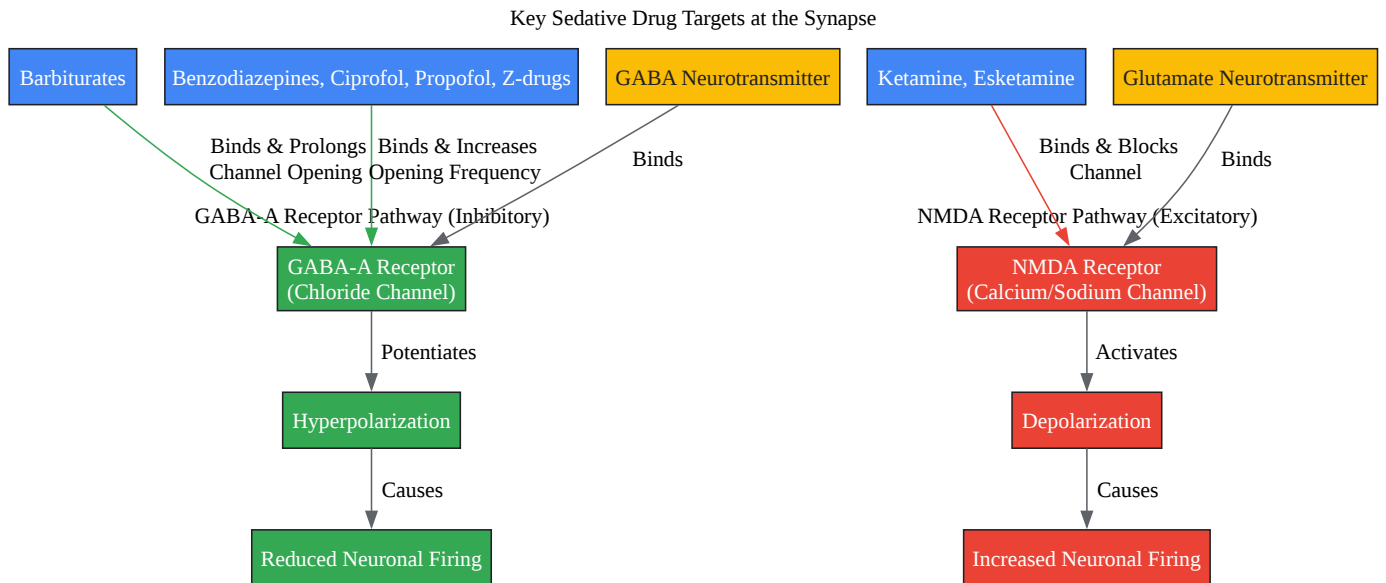 Key Sedative Drug Targets at the Synapse
Barbiturates
Benzodiazepines, Ciprofol, Propofol, Z-drugs
GABA Neurotransmitter
Ketamine, Esketamine
Glutamate Neurotransmitter
Binds & Prolongs
Channel Opening
Binds & Increases
Opening Frequency
Binds
Binds & Blocks
Channel
Binds
GABA-A Receptor Pathway (Inhibitory)
NMDA Receptor Pathway (Excitatory)
GABA-A Receptor
(Chloride Channel)
NMDA Receptor
(Calcium/Sodium Channel)
Potentiates
Activates
Hyperpolarization
Depolarization
Causes
Causes
Reduced Neuronal Firing
Increased Neuronal Firing